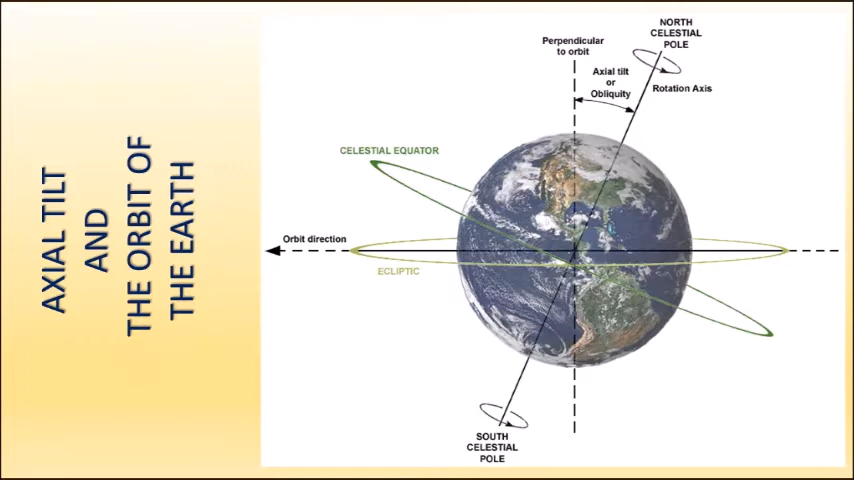 AXIAL TILT
AND
THE ORBIT OF
THE EARTH
NORTH
CELESTIAL
POLE
Perpendicular
to orbit
Axial tilt
or
Obliquity
Rotation Axis
CELESTIAL EQUATOR
Orbit direction
ECLIPTIC
SOUTH
CELESTIAL
POLE